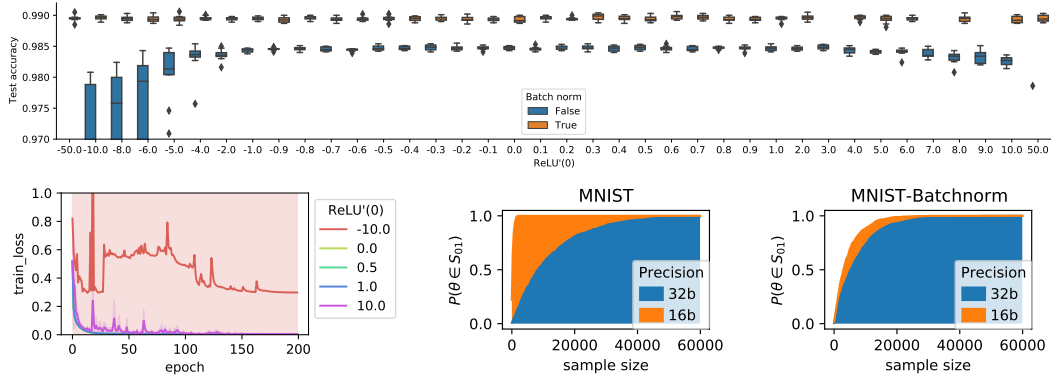 0.990
0.985
0.980
0.975
0.970
Test accuracy
Batch norm
False
True
-50.0 -10.0 -8.0 -6.0 -5.0 -4.0 -2.0 -1.0 -0.9 -0.8 -0.7 -0.6 -0.5 -0.4 -0.3 -0.2 -0.1 -0.1 0.0 0.1 0.2 0.3 0.4 0.5 0.6 0.7 0.8 0.9 1.0 2.0 3.0 4.0 5.0 6.0 7.0 8.0 9.0 10.0 50.0
ReLU'(0)
1.0
0.8
0.6
0.4
0.2
0.0
train_loss
0 50 100 150 200
epoch
ReLU'(0)
-10.0
0.0
0.5
1.0
10.0
MNIST
1.0
0.5
0.0
P(θ ∈ S01)
Precision
32b
16b
0 20000 40000 60000
sample size
MNIST-Batchnorm
1.0
0.5
0.0
P(θ ∈ S01)
Precision
32b
16b
0 20000 40000 60000
sample size